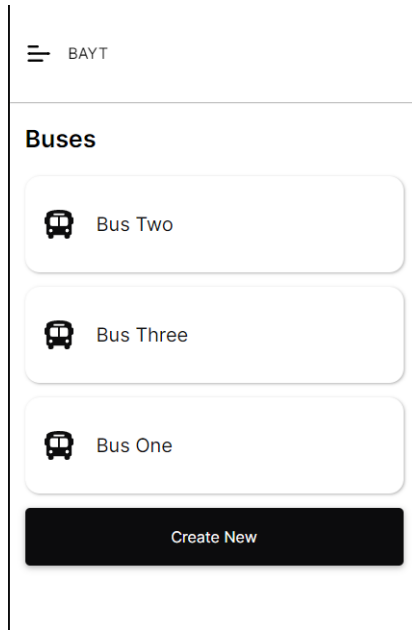 BAYT
Buses
Bus Two
Bus Three
Bus One
Create New